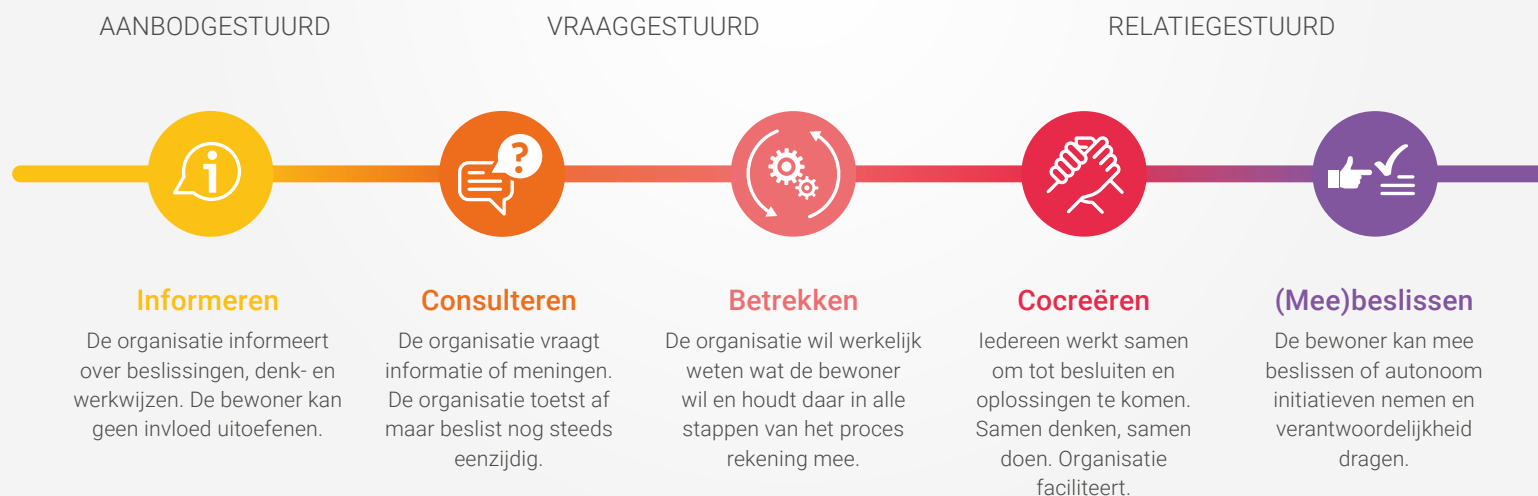 AANBODGESTUURD
VRAAGGESTUURD
RELATIEGESTUURD
i
?
Informeren
De organisatie informeert
over beslissingen, denk- en
werkwijzen. De bewoner kan
geen invloed uitoefenen.
Consulteren
De organisatie vraagt
informatie of meningen.
De organisatie toetst af
maar beslist nog steeds
eenzijdig.
Betrekken
De organisatie wil werkelijk
weten wat de bewoner
wil en houdt daar in alle
stappen van het proces
rekening mee.
Cocreëren
Iedereen werkt samen
om tot besluiten en
oplossingen te komen.
Samen denken, samen
doen. Organisatie
faciliteert.
(Mee)beslissen
De bewoner kan mee
beslissen of autonoom
initiatieven nemen en
verantwoordelijkheid
dragen.